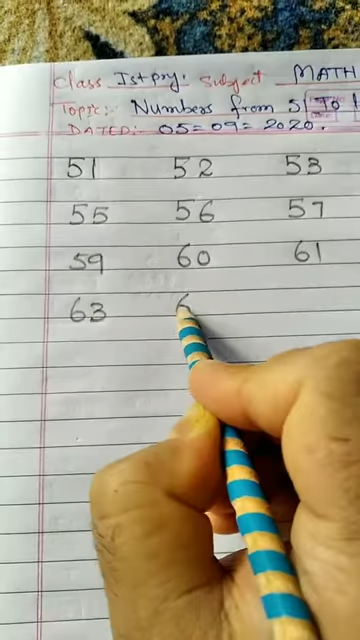 Class Ist pry: Subject MATH
Topic:- Numbers from 51 To
DATED:- 05=09=2020.
51 52 53
55 56 57
59 60 61
63 6